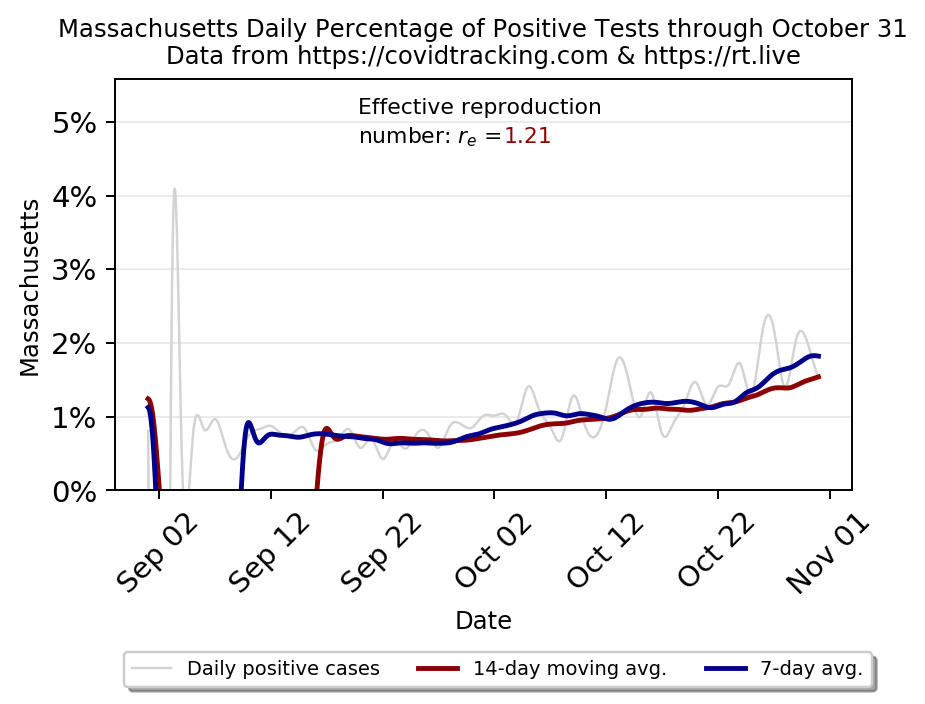 Massachusetts Daily Percentage of Positive Tests through October 31
Data from https://covidtracking.com & https://rt.live
Effective reproduction
number: rₑ =1.21
5%
4%
3%
2%
1%
0%
Massachusetts
Sep 02
Sep 12
Sep 22
Oct 02
Oct 12
Oct 22
Nov 01
Date
Daily positive cases
14-day moving avg.
7-day avg.